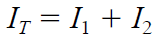 I_T = I_1 + I_2